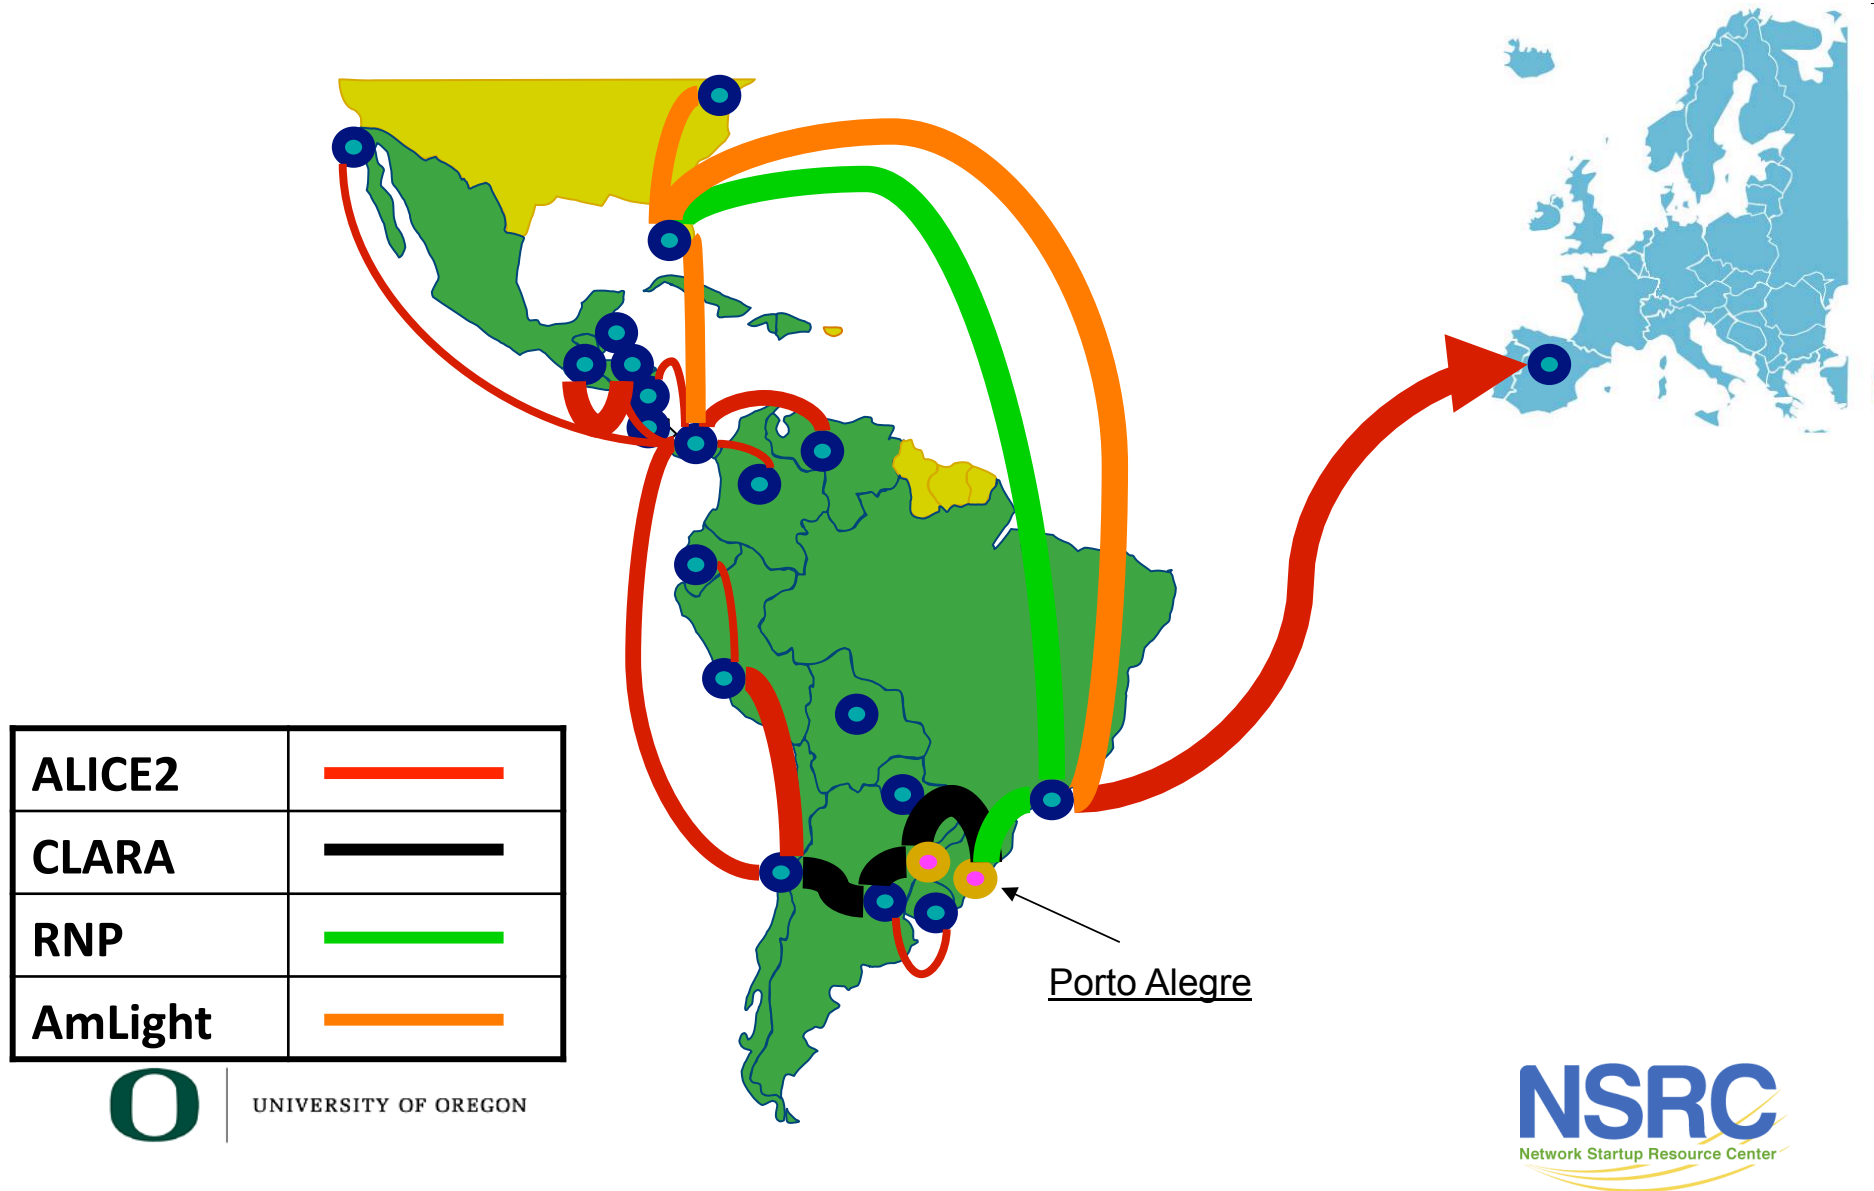 ALICE2
CLARA
RNP
AmLight
Porto Alegre
O
UNIVERSITY OF OREGON
NSRC
Network Startup Resource Center